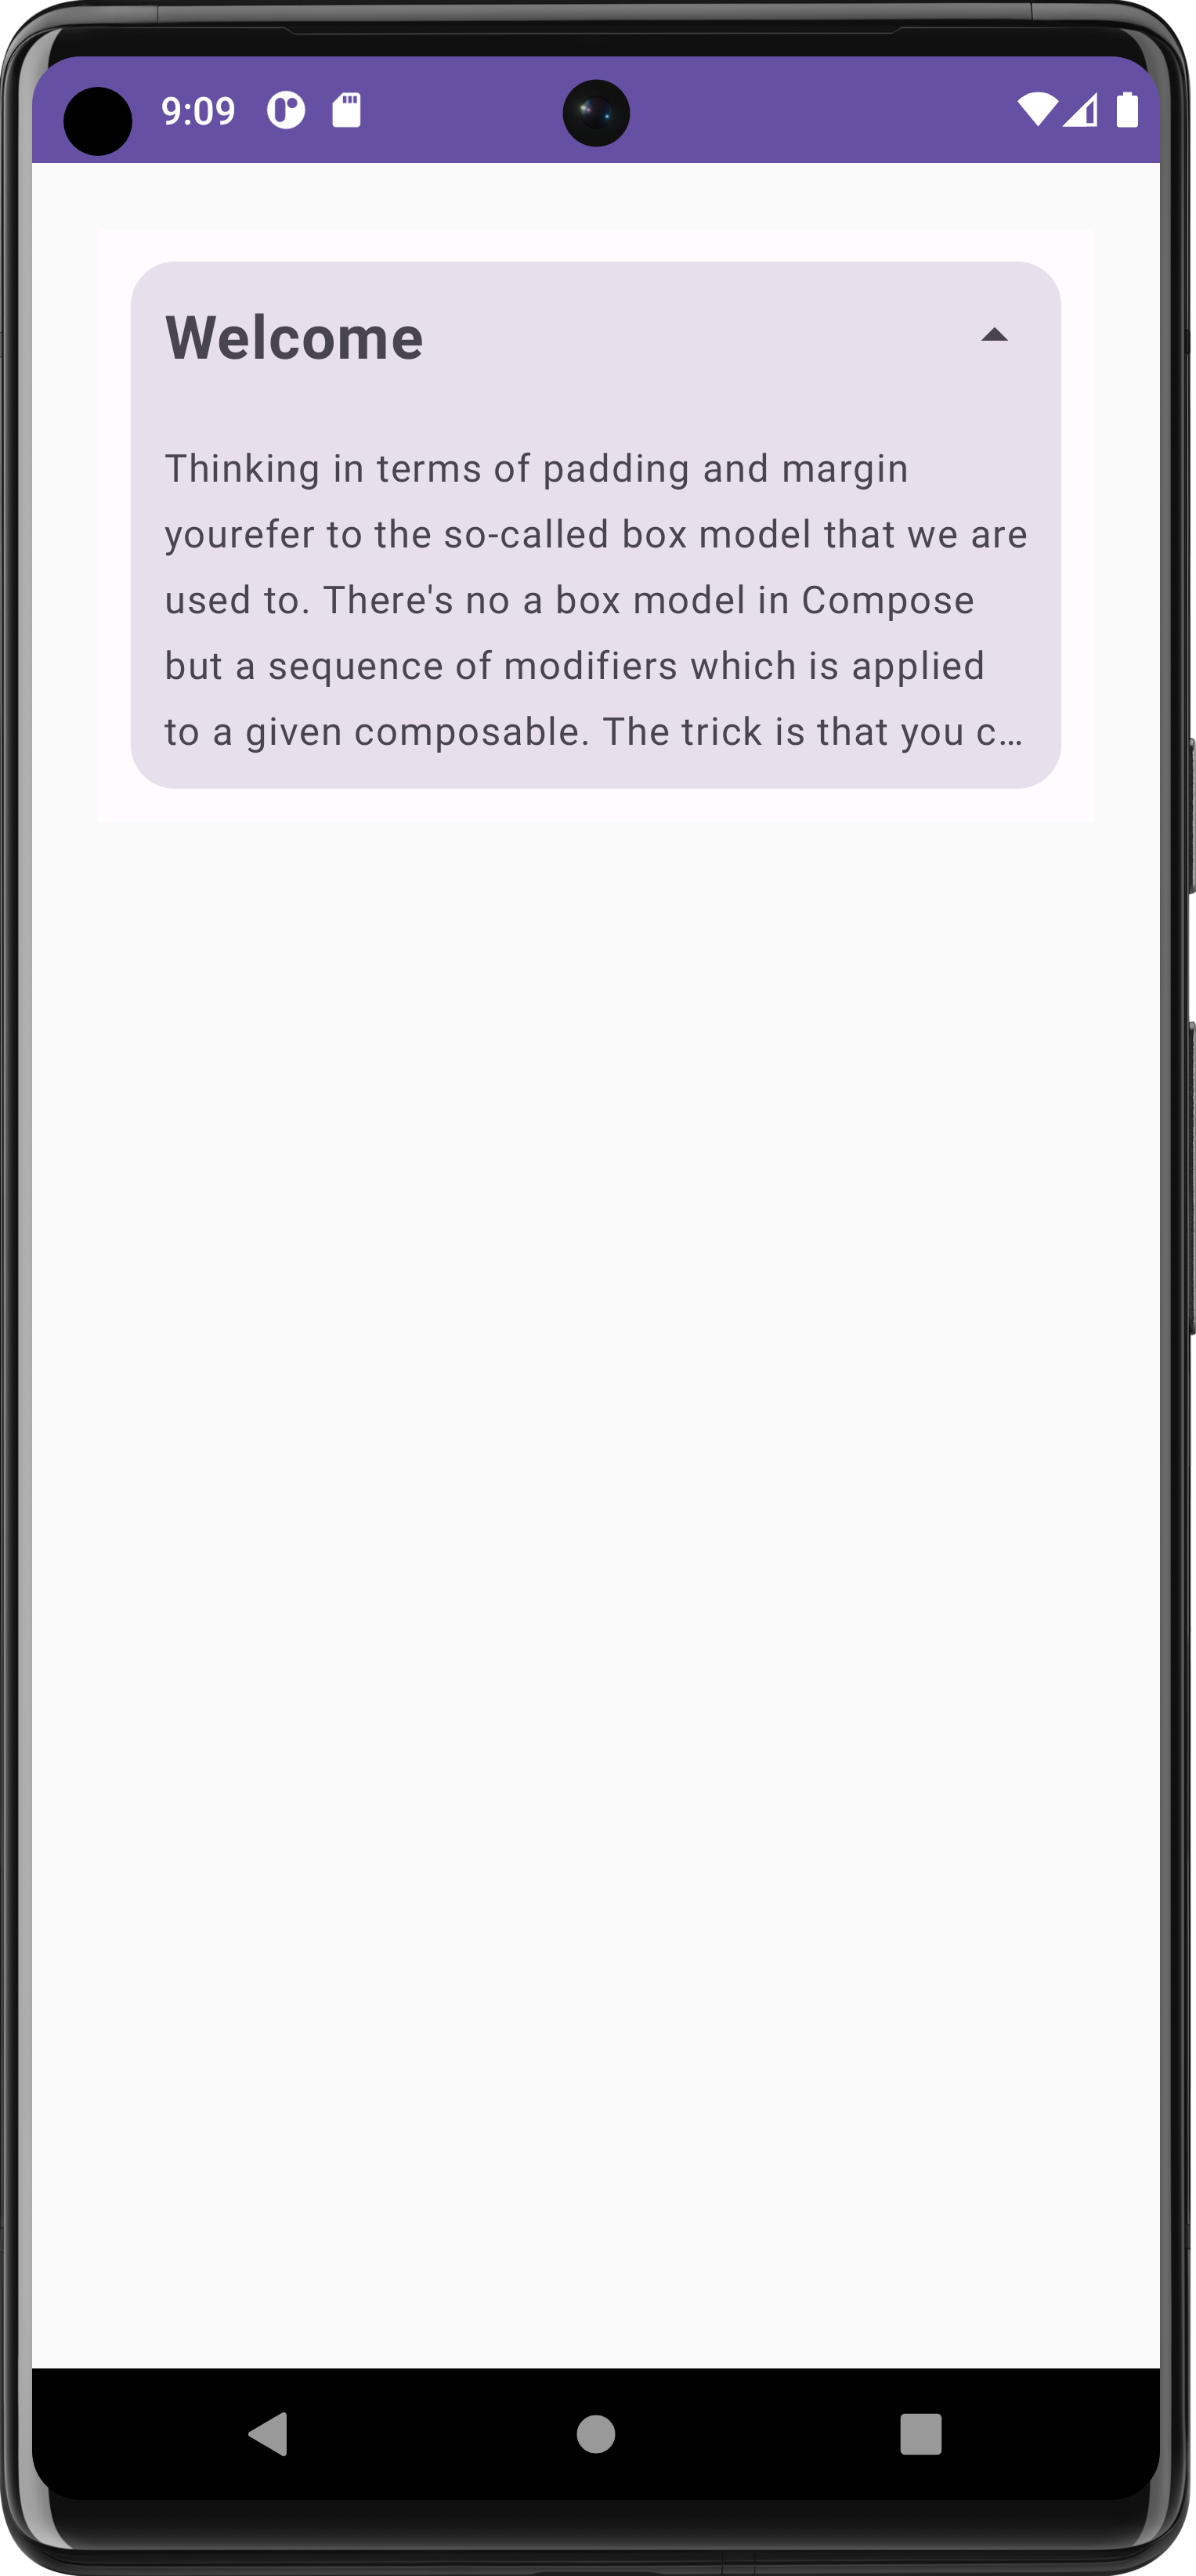 9:09
Welcome
Thinking in terms of padding and margin
yourefer to the so-called box model that we are
used to. There's no a box model in Compose
but a sequence of modifiers which is applied
to a given composable. The trick is that you c…